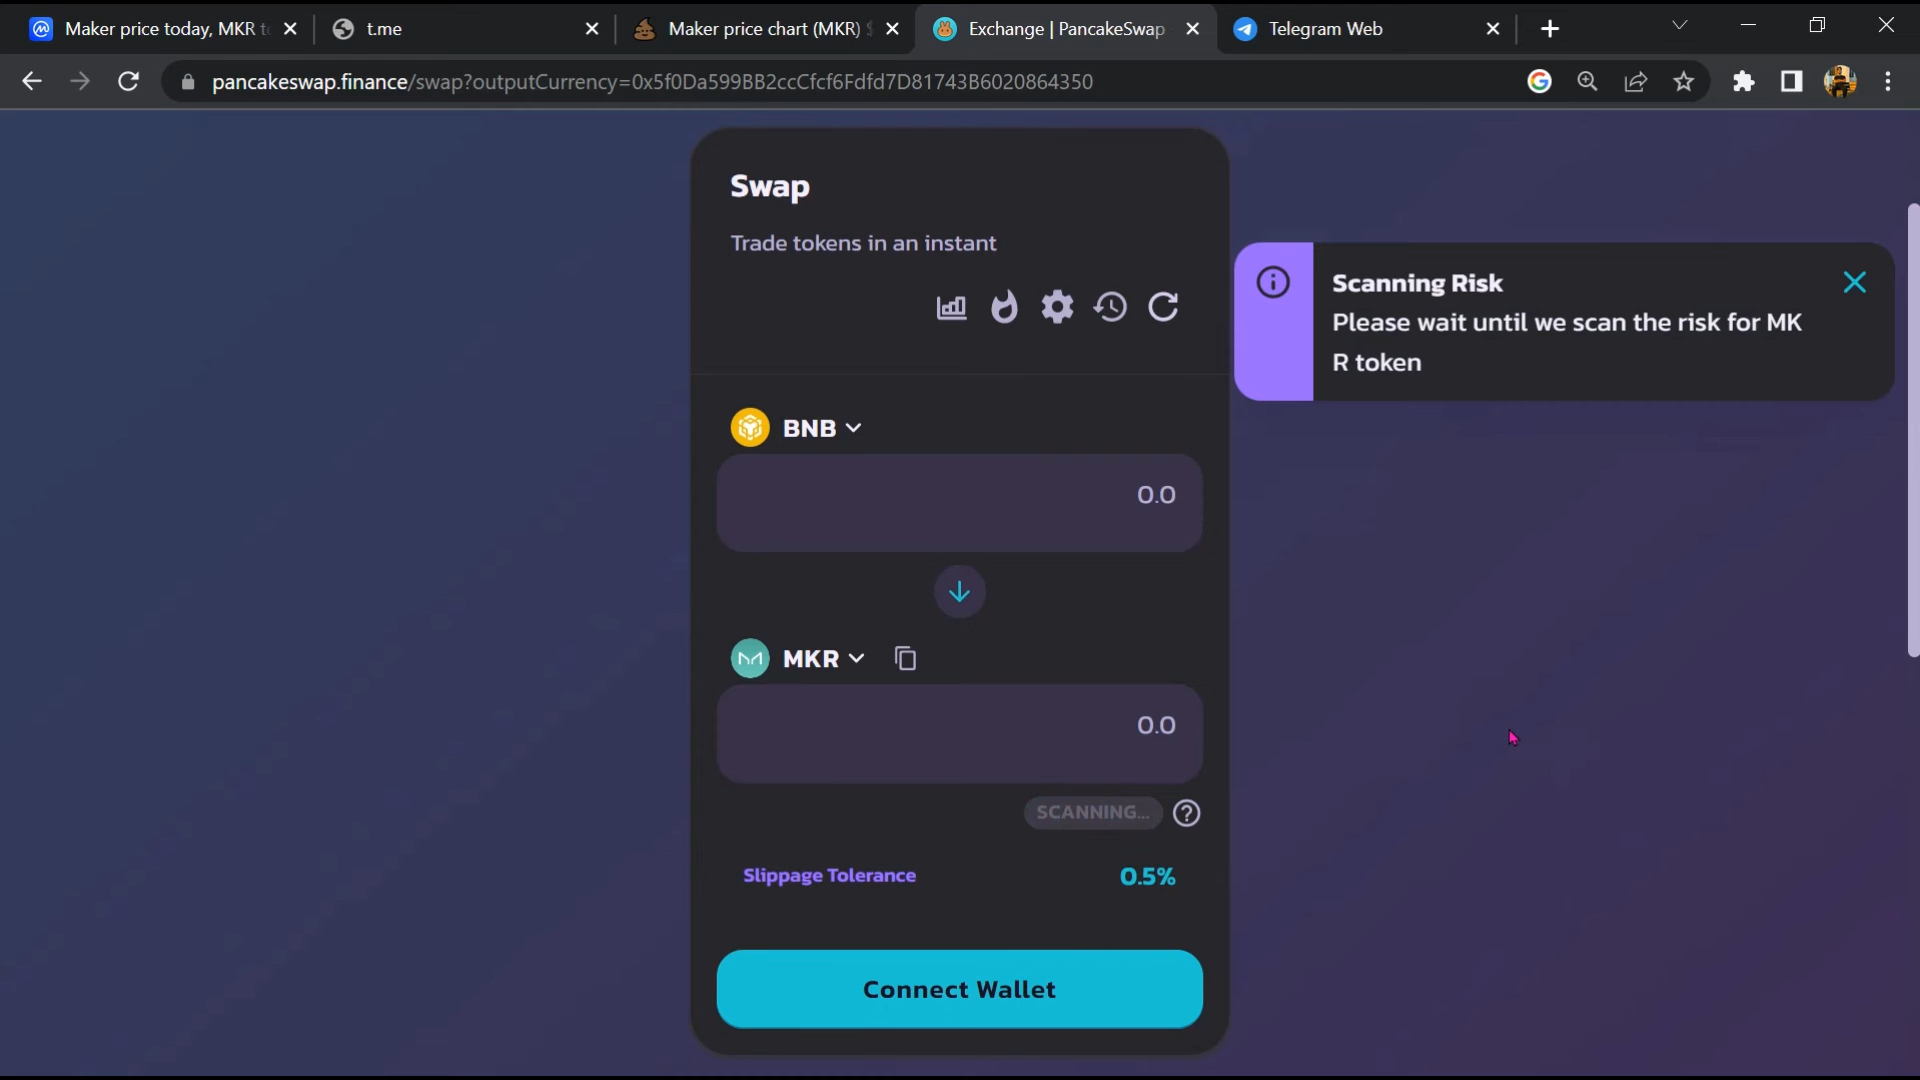 Maker price today, MKR to
t.me
Maker price chart (MKR) $
Exchange | PancakeSwap
Telegram Web
pancakeswap.finance/swap?outputCurrency=0x5f0Da599BB2ccCfcf6Fdfd7D81743B6020864350
Swap
Trade tokens in an instant
Scanning Risk
Please wait until we scan the risk for MK
R token
BNB
0.0
MKR
0.0
SCANNING...
Slippage Tolerance
0.5%
Connect Wallet